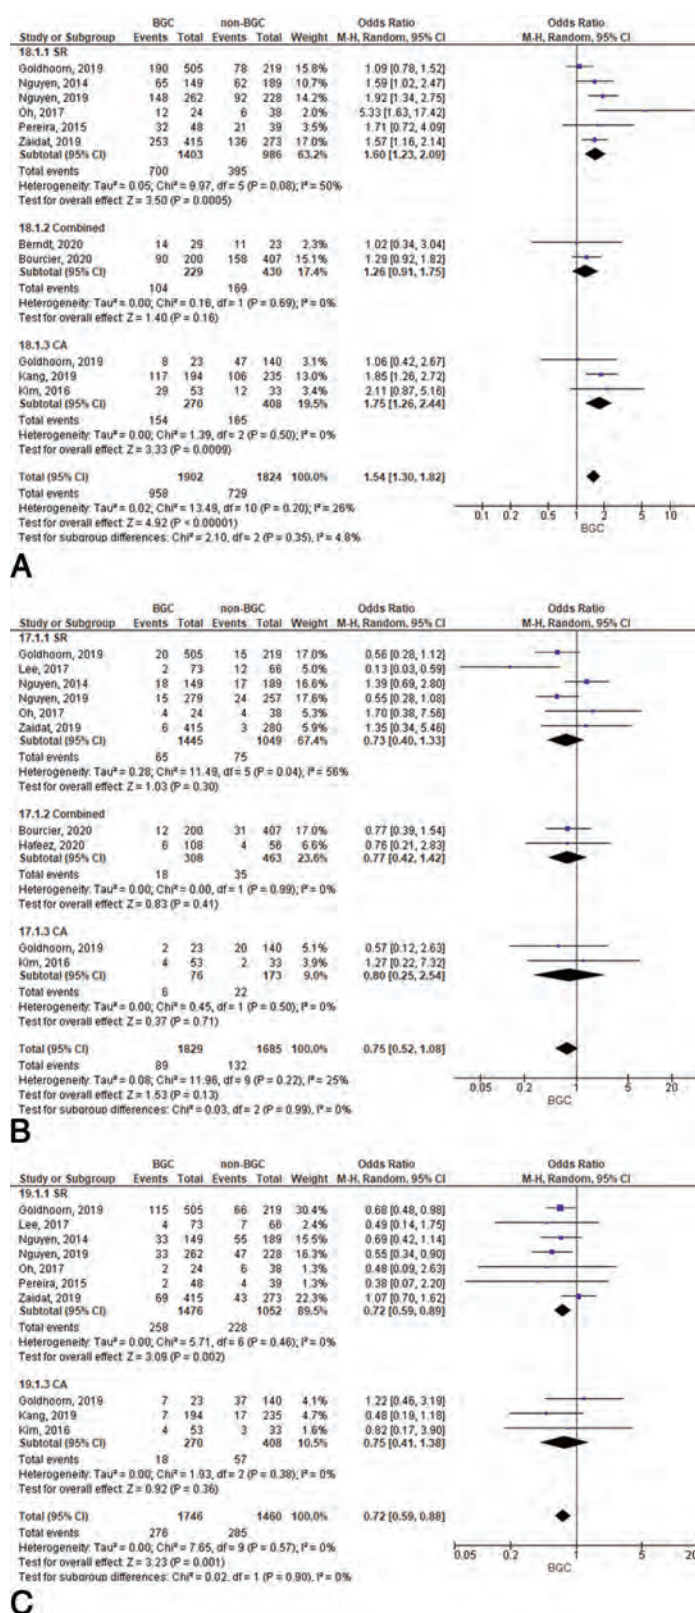 BGC non-BGC Odds Ratio Odds Ratio
Study or Subgroup Events Total Events Total Weight M-H, Random, 95% CI M-H, Random, 95% CI
18.1.1 SR
Goldhoorn, 2019 190 505 78 219 15.8% 1.09 [0.78, 1.52]
Nguyen, 2014 65 149 62 189 10.7% 1.59 [1.02, 2.47]
Nguyen, 2019 148 262 92 228 14.2% 1.92 [1.34, 2.75]
Oh, 2017 12 24 6 38 2.0% 5.33 [1.63, 17.42]
Pereira, 2015 32 48 21 39 3.5% 1.71 [0.72, 4.09]
Zaidat, 2019 253 415 136 273 17.0% 1.57 [1.16, 2.14]
Subtotal (95% CI) 1403 986 63.2% 1.60 [1.23, 2.09]
Total events 700 395
Heterogeneity: Tau² = 0.05; Chi² = 9.97, df = 5 (P = 0.08); I² = 50%
Test for overall effect: Z = 3.50 (P = 0.0005)
18.1.2 Combined
Berndt, 2020 14 29 11 23 2.3% 1.02 [0.34, 3.04]
Bourcier, 2020 90 200 158 407 15.1% 1.29 [0.92, 1.82]
Subtotal (95% CI) 229 430 17.4% 1.26 [0.91, 1.75]
Total events 104 169
Heterogeneity: Tau² = 0.00; Chi² = 0.16, df = 1 (P = 0.69); I² = 0%
Test for overall effect: Z = 1.40 (P = 0.16)
18.1.3 CA
Goldhoorn, 2019 8 23 47 140 3.1% 1.06 [0.42, 2.67]
Kang, 2019 117 194 106 235 13.0% 1.85 [1.26, 2.72]
Kim, 2016 29 53 12 33 3.4% 2.11 [0.87, 5.16]
Subtotal (95% CI) 270 408 19.5% 1.75 [1.26, 2.44]
Total events 154 165
Heterogeneity: Tau² = 0.00; Chi² = 1.39, df = 2 (P = 0.50); I² = 0%
Test for overall effect: Z = 3.33 (P = 0.0009)
Total (95% CI) 1902 1824 100.0% 1.54 [1.30, 1.82]
Total events 958 729
Heterogeneity: Tau² = 0.02; Chi² = 13.49, df = 10 (P = 0.20); I² = 26%
Test for overall effect: Z = 4.92 (P < 0.00001)
Test for subgroup differences: Chi² = 2.10, df = 2 (P = 0.35), I² = 4.8%
0.1 0.2 0.5 1 2 5 10
BGC
A
BGC non-BGC Odds Ratio Odds Ratio
Study or Subgroup Events Total Events Total Weight M-H, Random, 95% CI M-H, Random, 95% CI
17.1.1 SR
Goldhoorn, 2019 20 505 15 219 17.0% 0.56 [0.28, 1.12]
Lee, 2017 2 73 12 66 5.0% 0.13 [0.03, 0.59]
Nguyen, 2014 18 149 17 189 16.6% 1.39 [0.69, 2.80]
Nguyen, 2019 15 279 24 257 17.6% 0.55 [0.28, 1.08]
Oh, 2017 4 24 4 38 5.3% 1.70 [0.38, 7.56]
Zaidat, 2019 6 415 3 280 5.9% 1.35 [0.34, 5.46]
Subtotal (95% CI) 1445 1049 67.4% 0.73 [0.40, 1.33]
Total events 65 75
Heterogeneity: Tau² = 0.28; Chi² = 11.49, df = 5 (P = 0.04); I² = 56%
Test for overall effect: Z = 1.03 (P = 0.30)
17.1.2 Combined
Bourcier, 2020 12 200 31 407 17.0% 0.77 [0.39, 1.54]
Hafeez, 2020 6 108 4 56 6.6% 0.76 [0.21, 2.83]
Subtotal (95% CI) 308 463 23.6% 0.77 [0.42, 1.42]
Total events 18 35
Heterogeneity: Tau² = 0.00; Chi² = 0.00, df = 1 (P = 0.99); I² = 0%
Test for overall effect: Z = 0.83 (P = 0.41)
17.1.3 CA
Goldhoorn, 2019 2 23 20 140 5.1% 0.57 [0.12, 2.63]
Kim, 2016 4 53 2 33 3.9% 1.27 [0.22, 7.32]
Subtotal (95% CI) 76 173 9.0% 0.80 [0.25, 2.54]
Total events 6 22
Heterogeneity: Tau² = 0.00; Chi² = 0.45, df = 1 (P = 0.50); I² = 0%
Test for overall effect: Z = 0.37 (P = 0.71)
Total (95% CI) 1829 1685 100.0% 0.75 [0.52, 1.08]
Total events 89 132
Heterogeneity: Tau² = 0.08; Chi² = 11.96, df = 9 (P = 0.22); I² = 25%
Test for overall effect: Z = 1.53 (P = 0.13)
Test for subgroup differences: Chi² = 0.03, df = 2 (P = 0.99), I² = 0%
0.05 0.2 1 5 20
BGC
B
BGC non-BGC Odds Ratio Odds Ratio
Study or Subgroup Events Total Events Total Weight M-H, Random, 95% CI M-H, Random, 95% CI
19.1.1 SR
Goldhoorn, 2019 115 505 66 219 30.4% 0.68 [0.48, 0.98]
Lee, 2017 4 73 7 66 2.4% 0.49 [0.14, 1.75]
Nguyen, 2014 33 149 55 189 15.5% 0.69 [0.42, 1.14]
Nguyen, 2019 33 262 47 228 16.3% 0.55 [0.34, 0.90]
Oh, 2017 2 24 6 38 1.3% 0.48 [0.09, 2.63]
Pereira, 2015 2 48 4 39 1.3% 0.38 [0.07, 2.20]
Zaidat, 2019 69 415 43 273 22.3% 1.07 [0.70, 1.62]
Subtotal (95% CI) 1476 1052 89.5% 0.72 [0.59, 0.89]
Total events 258 228
Heterogeneity: Tau² = 0.00; Chi² = 5.71, df = 6 (P = 0.46); I² = 0%
Test for overall effect: Z = 3.09 (P = 0.002)
19.1.3 CA
Goldhoorn, 2019 7 23 37 140 4.1% 1.22 [0.46, 3.19]
Kang, 2019 7 194 17 235 4.7% 0.48 [0.19, 1.18]
Kim, 2016 4 53 3 33 1.6% 0.82 [0.17, 3.90]
Subtotal (95% CI) 270 408 10.5% 0.75 [0.41, 1.38]
Total events 18 57
Heterogeneity: Tau² = 0.00; Chi² = 1.93, df = 2 (P = 0.38); I² = 0%
Test for overall effect: Z = 0.92 (P = 0.36)
Total (95% CI) 1746 1460 100.0% 0.72 [0.59, 0.88]
Total events 276 285
Heterogeneity: Tau² = 0.00; Chi² = 7.65, df = 9 (P = 0.57); I² = 0%
Test for overall effect: Z = 3.23 (P = 0.001)
Test for subgroup differences: Chi² = 0.02, df = 1 (P = 0.90), I² = 0%
0.05 0.2 1 5 20
BGC
C